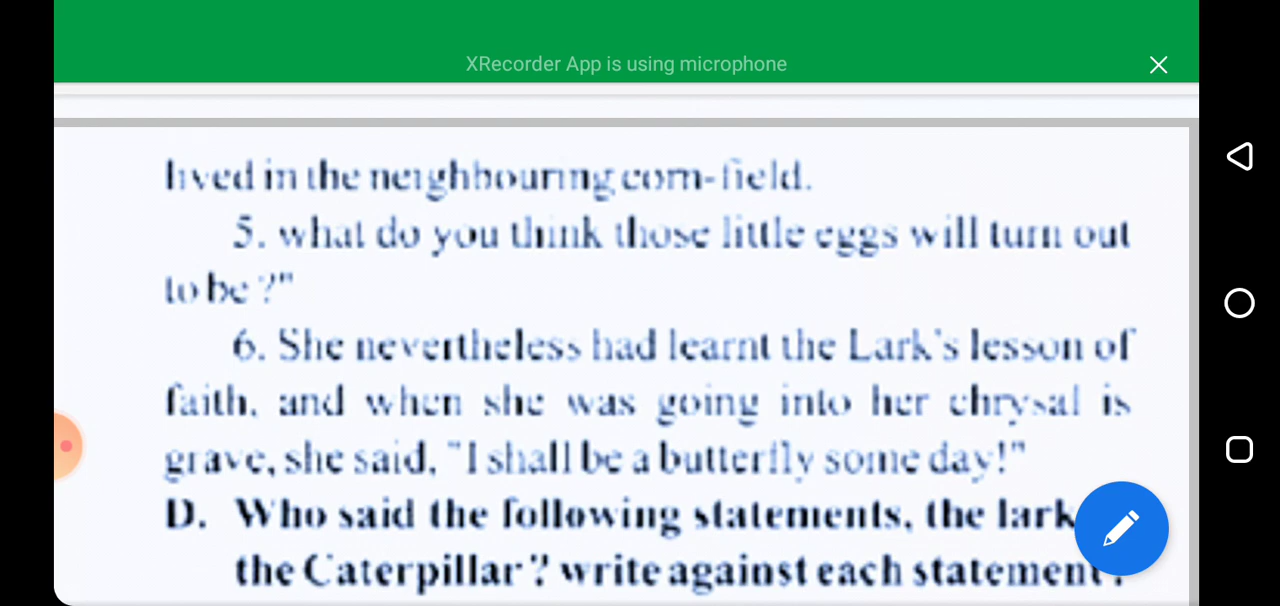 XRecorder App is using microphone
lived in the neighbouring corn-field.
5. what do you think those little eggs will turn out
to be ?"
6. She nevertheless had learnt the Lark's lesson of
faith, and when she was going into her chrysal is
grave, she said, "I shall be a butterfly some day!"
D. Who said the following statements, the lark
the Caterpillar ? write against each statement.